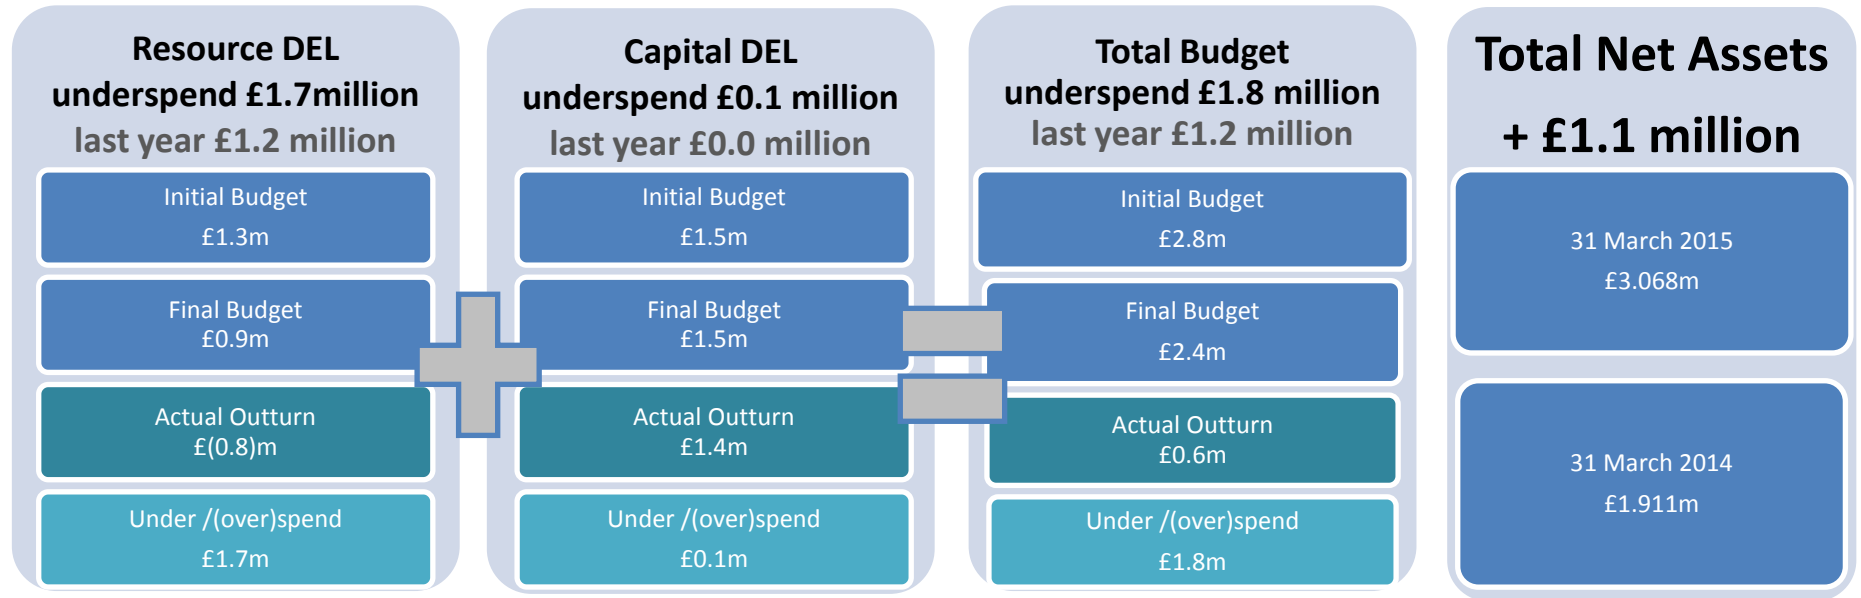 Resource DEL
underspend £1.7million
last year £1.2 million
Initial Budget
£1.3m
Final Budget
£0.9m
Actual Outturn
£(0.8)m
Under /(over)spend
£1.7m
Capital DEL
underspend £0.1 million
last year £0.0 million
Initial Budget
£1.5m
Final Budget
£1.5m
Actual Outturn
£1.4m
Under /(over)spend
£0.1m
Total Budget
underspend £1.8 million
last year £1.2 million
Initial Budget
£2.8m
Final Budget
£2.4m
Actual Outturn
£0.6m
Under /(over)spend
£1.8m
Total Net Assets
+ £1.1 million
31 March 2015
£3.068m
31 March 2014
£1.911m